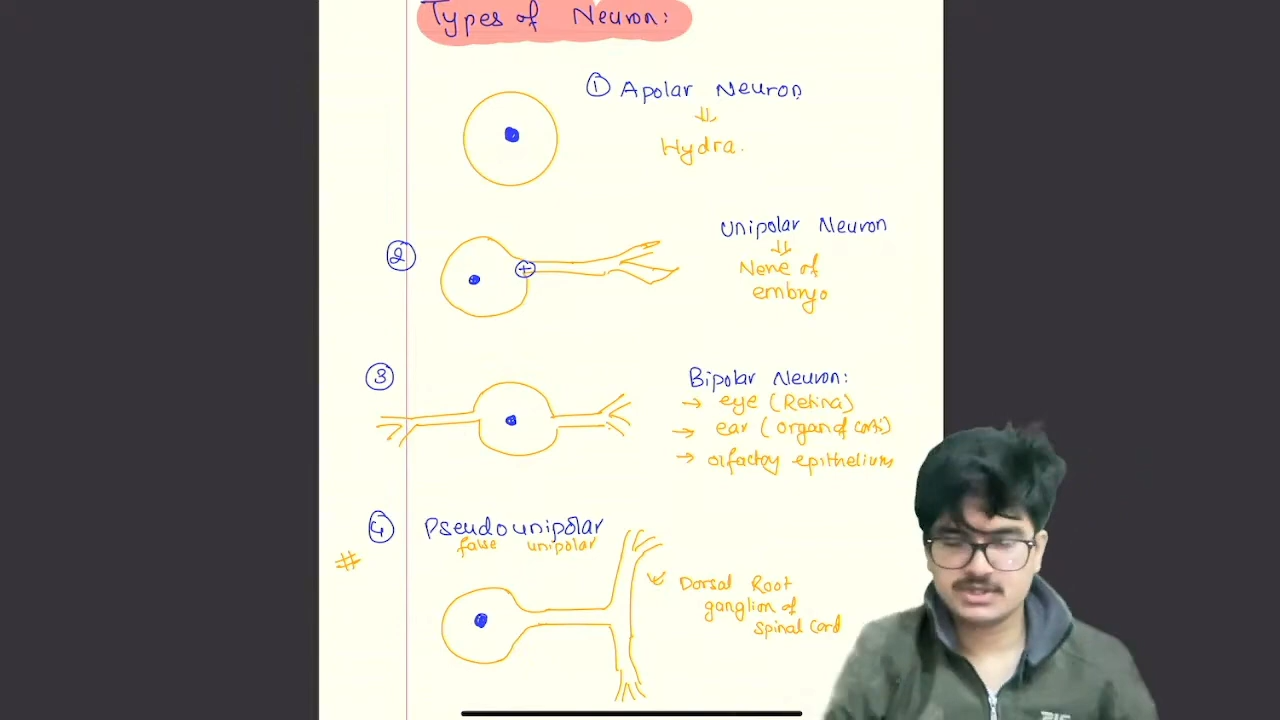 Types of Neuron:
① Apolar Neuron
⇓
Hydra.
②
Unipolar Neuron
⇓
Nerve of
embryo
+
③
Bipolar Neuron:
→ eye (Retina)
→ ear (organ of corti)
→ olfactory epithelium
④ Pseudounipolar
# false unipolar
Dorsal Root
ganglion of
Spinal Cord